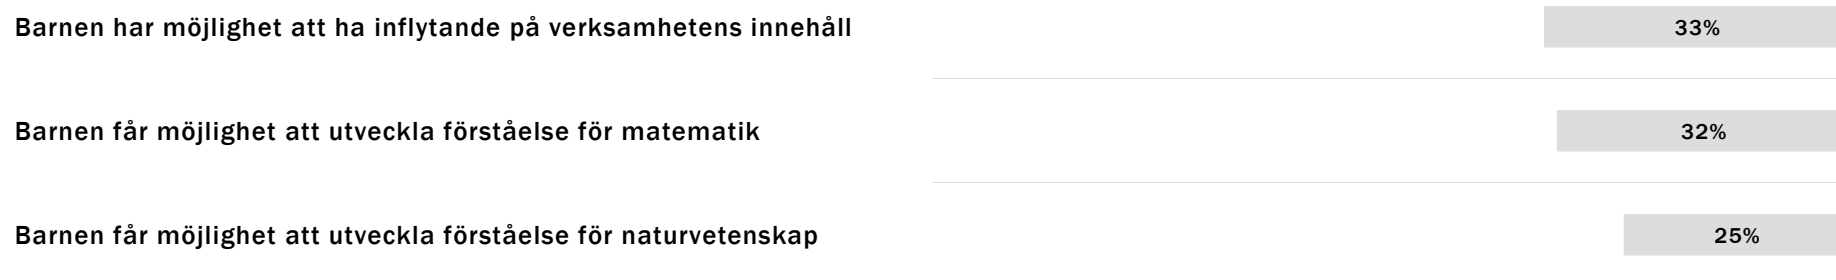 Barnen har möjlighet att ha inflytande på verksamhetens innehåll 33%
Barnen får möjlighet att utveckla förståelse för matematik 32%
Barnen får möjlighet att utveckla förståelse för naturvetenskap 25%